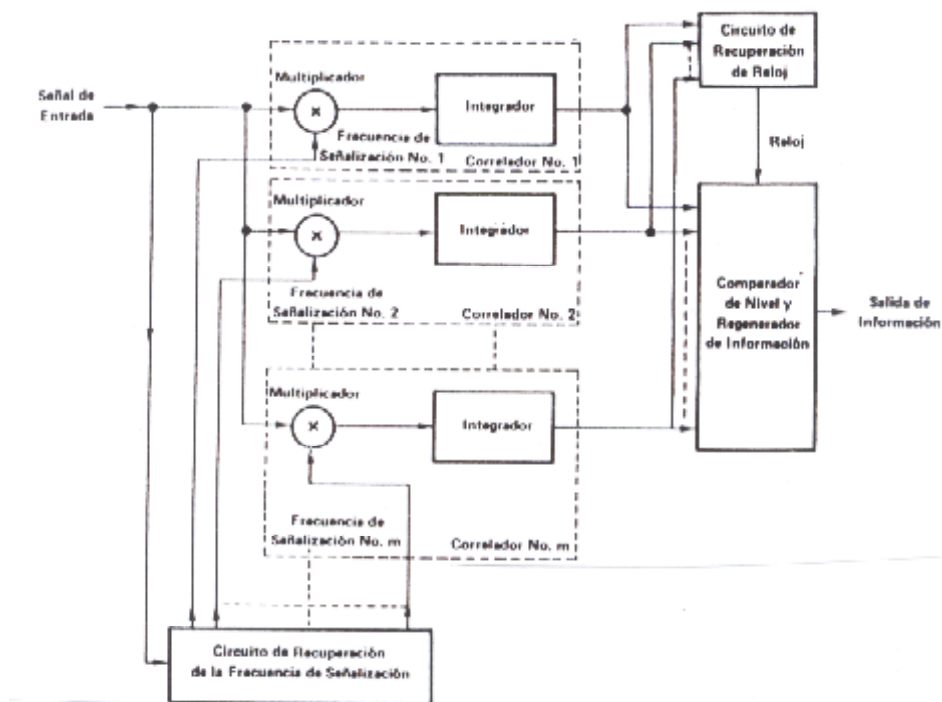 Señal de
Entrada
Multiplicador
×
Frecuencia de
Señalización No. 1
Integrador
Correlador No. 1
Circuito de
Recuperación
de Reloj
Reloj
Multiplicador
×
Frecuencia de
Señalización No. 2
Integrador
Correlador No. 2
Comparador
de Nivel y
Regenerador
de Información
Salida de
Información
Multiplicador
×
Frecuencia de
Señalización No. m
Integrador
Correlador No. m
Circuito de Recuperación
de la Frecuencia de Señalización